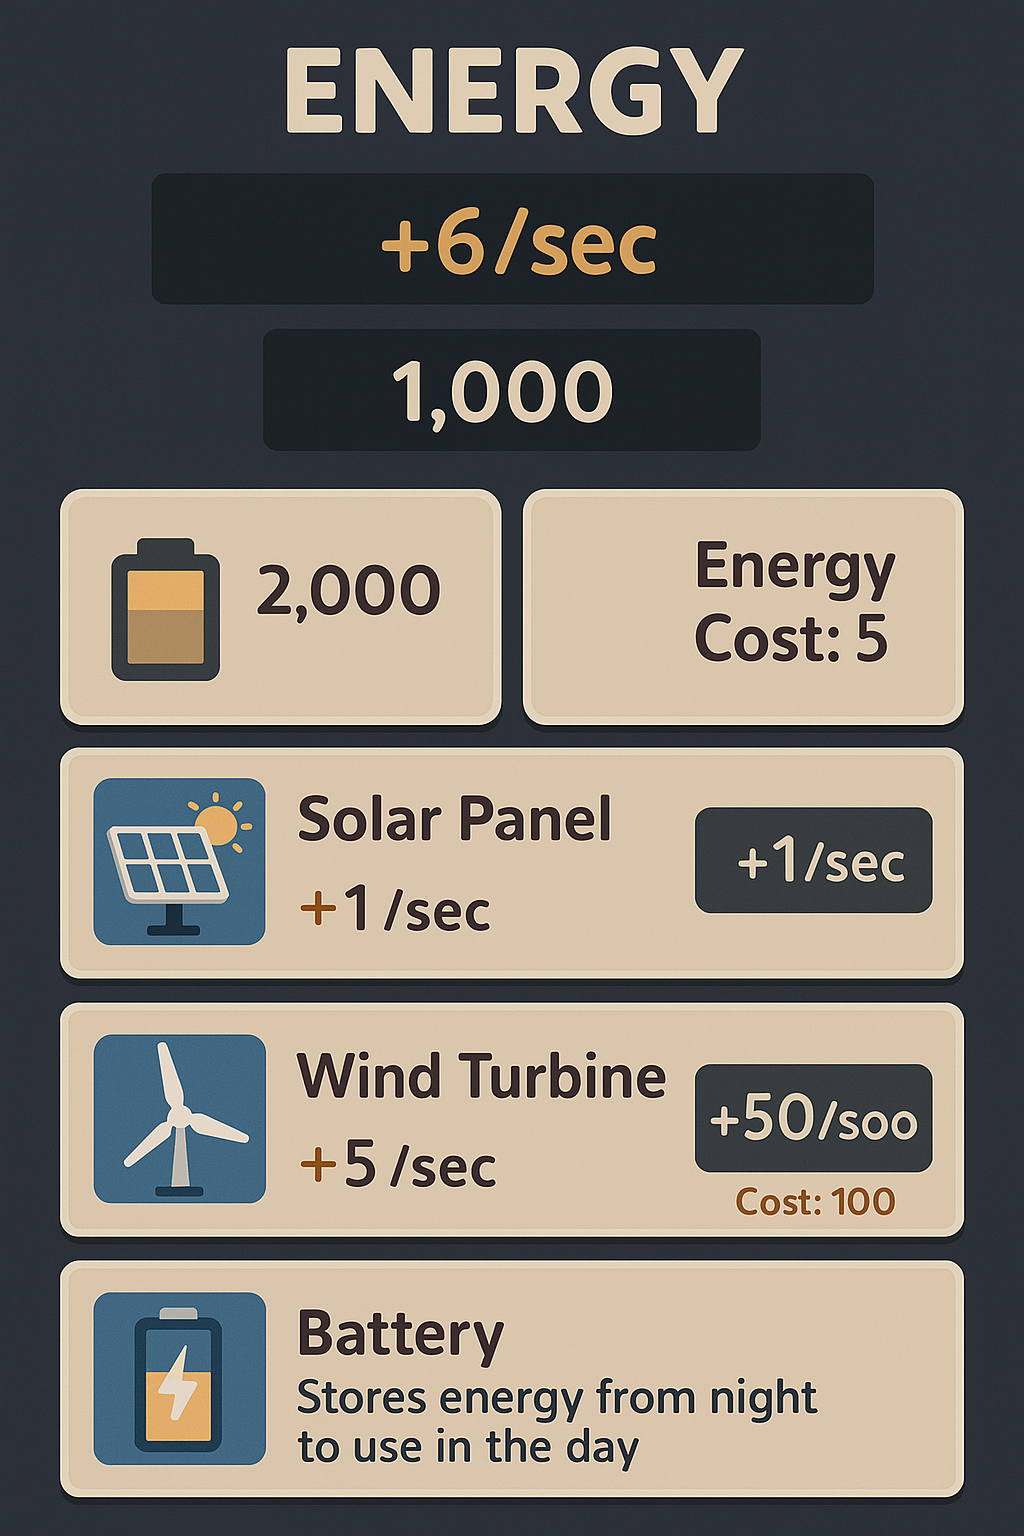 ENERGY
+6/sec
1,000
2,000
Energy
Cost: 5
Solar Panel
+1/sec
+1 /sec
Wind Turbine
+50/soo
+5 /sec
Cost: 100
Battery
Stores energy from night
to use in the day